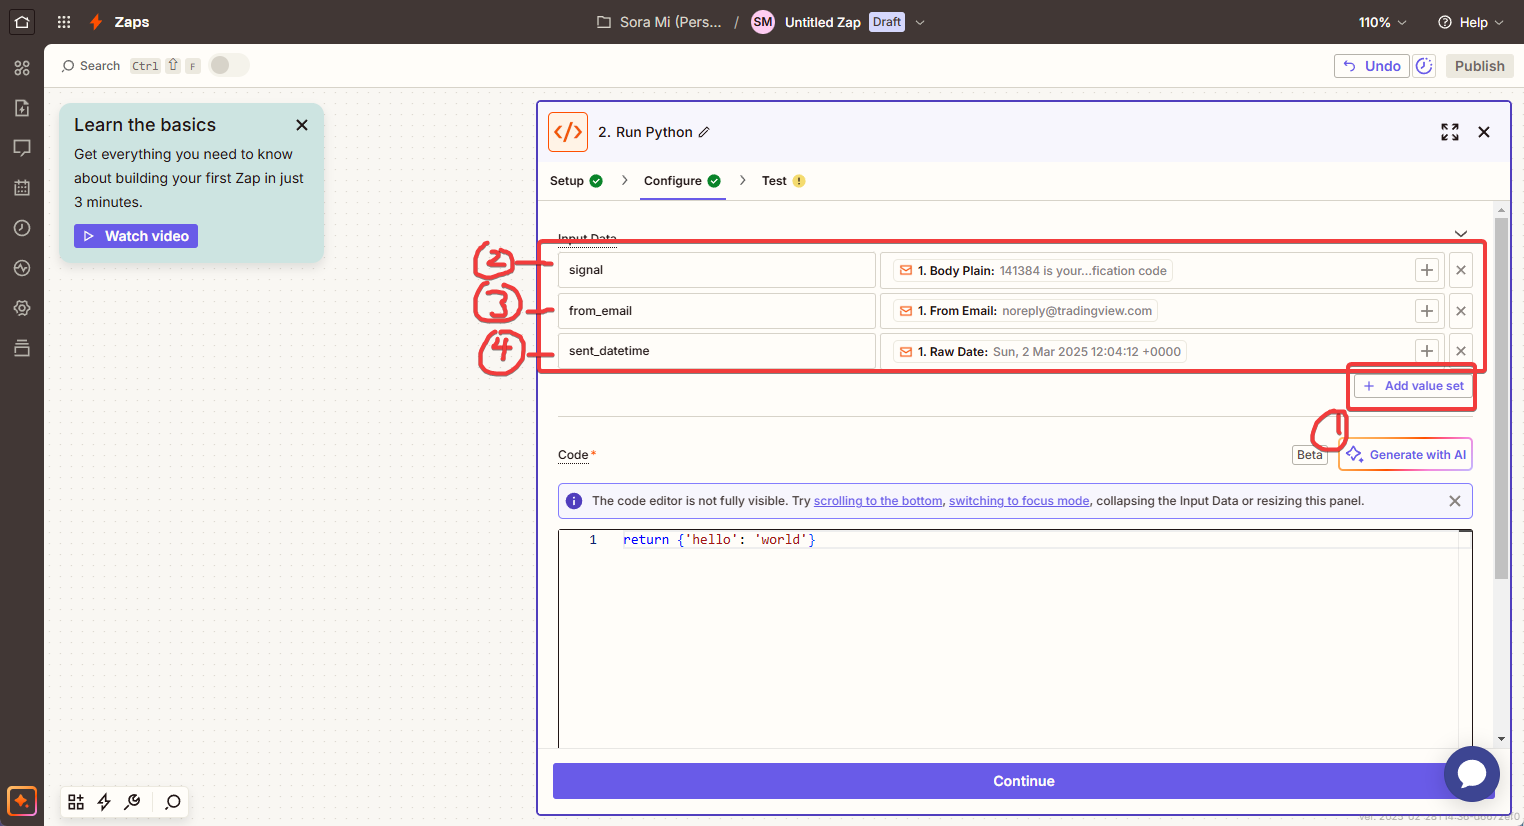 Zaps
Sora Mi (Pers... / SM Untitled Zap Draft
110% Help
Search Ctrl ⇧ F
Undo
Publish
Learn the basics
Get everything you need to know
about building your first Zap in just
3 minutes.
Watch video
2. Run Python
Setup > Configure > Test
Input Data
② signal 1. Body Plain: 141384 is your...fication code
③ from_email 1. From Email: noreply@tradingview.com
④ sent_datetime 1. Raw Date: Sun, 2 Mar 2025 12:04:12 +0000
+ Add value set
①
Code* Beta Generate with AI
The code editor is not fully visible. Try scrolling to the bottom, switching to focus mode, collapsing the Input Data or resizing this panel.
1 return {'hello': 'world'}
Continue